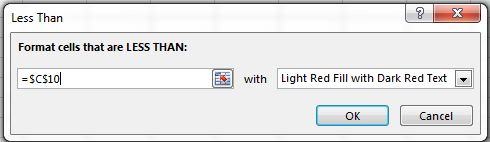 Less Than
?
Format cells that are LESS THAN:
=$C$10 with Light Red Fill with Dark Red Text
OK Cancel